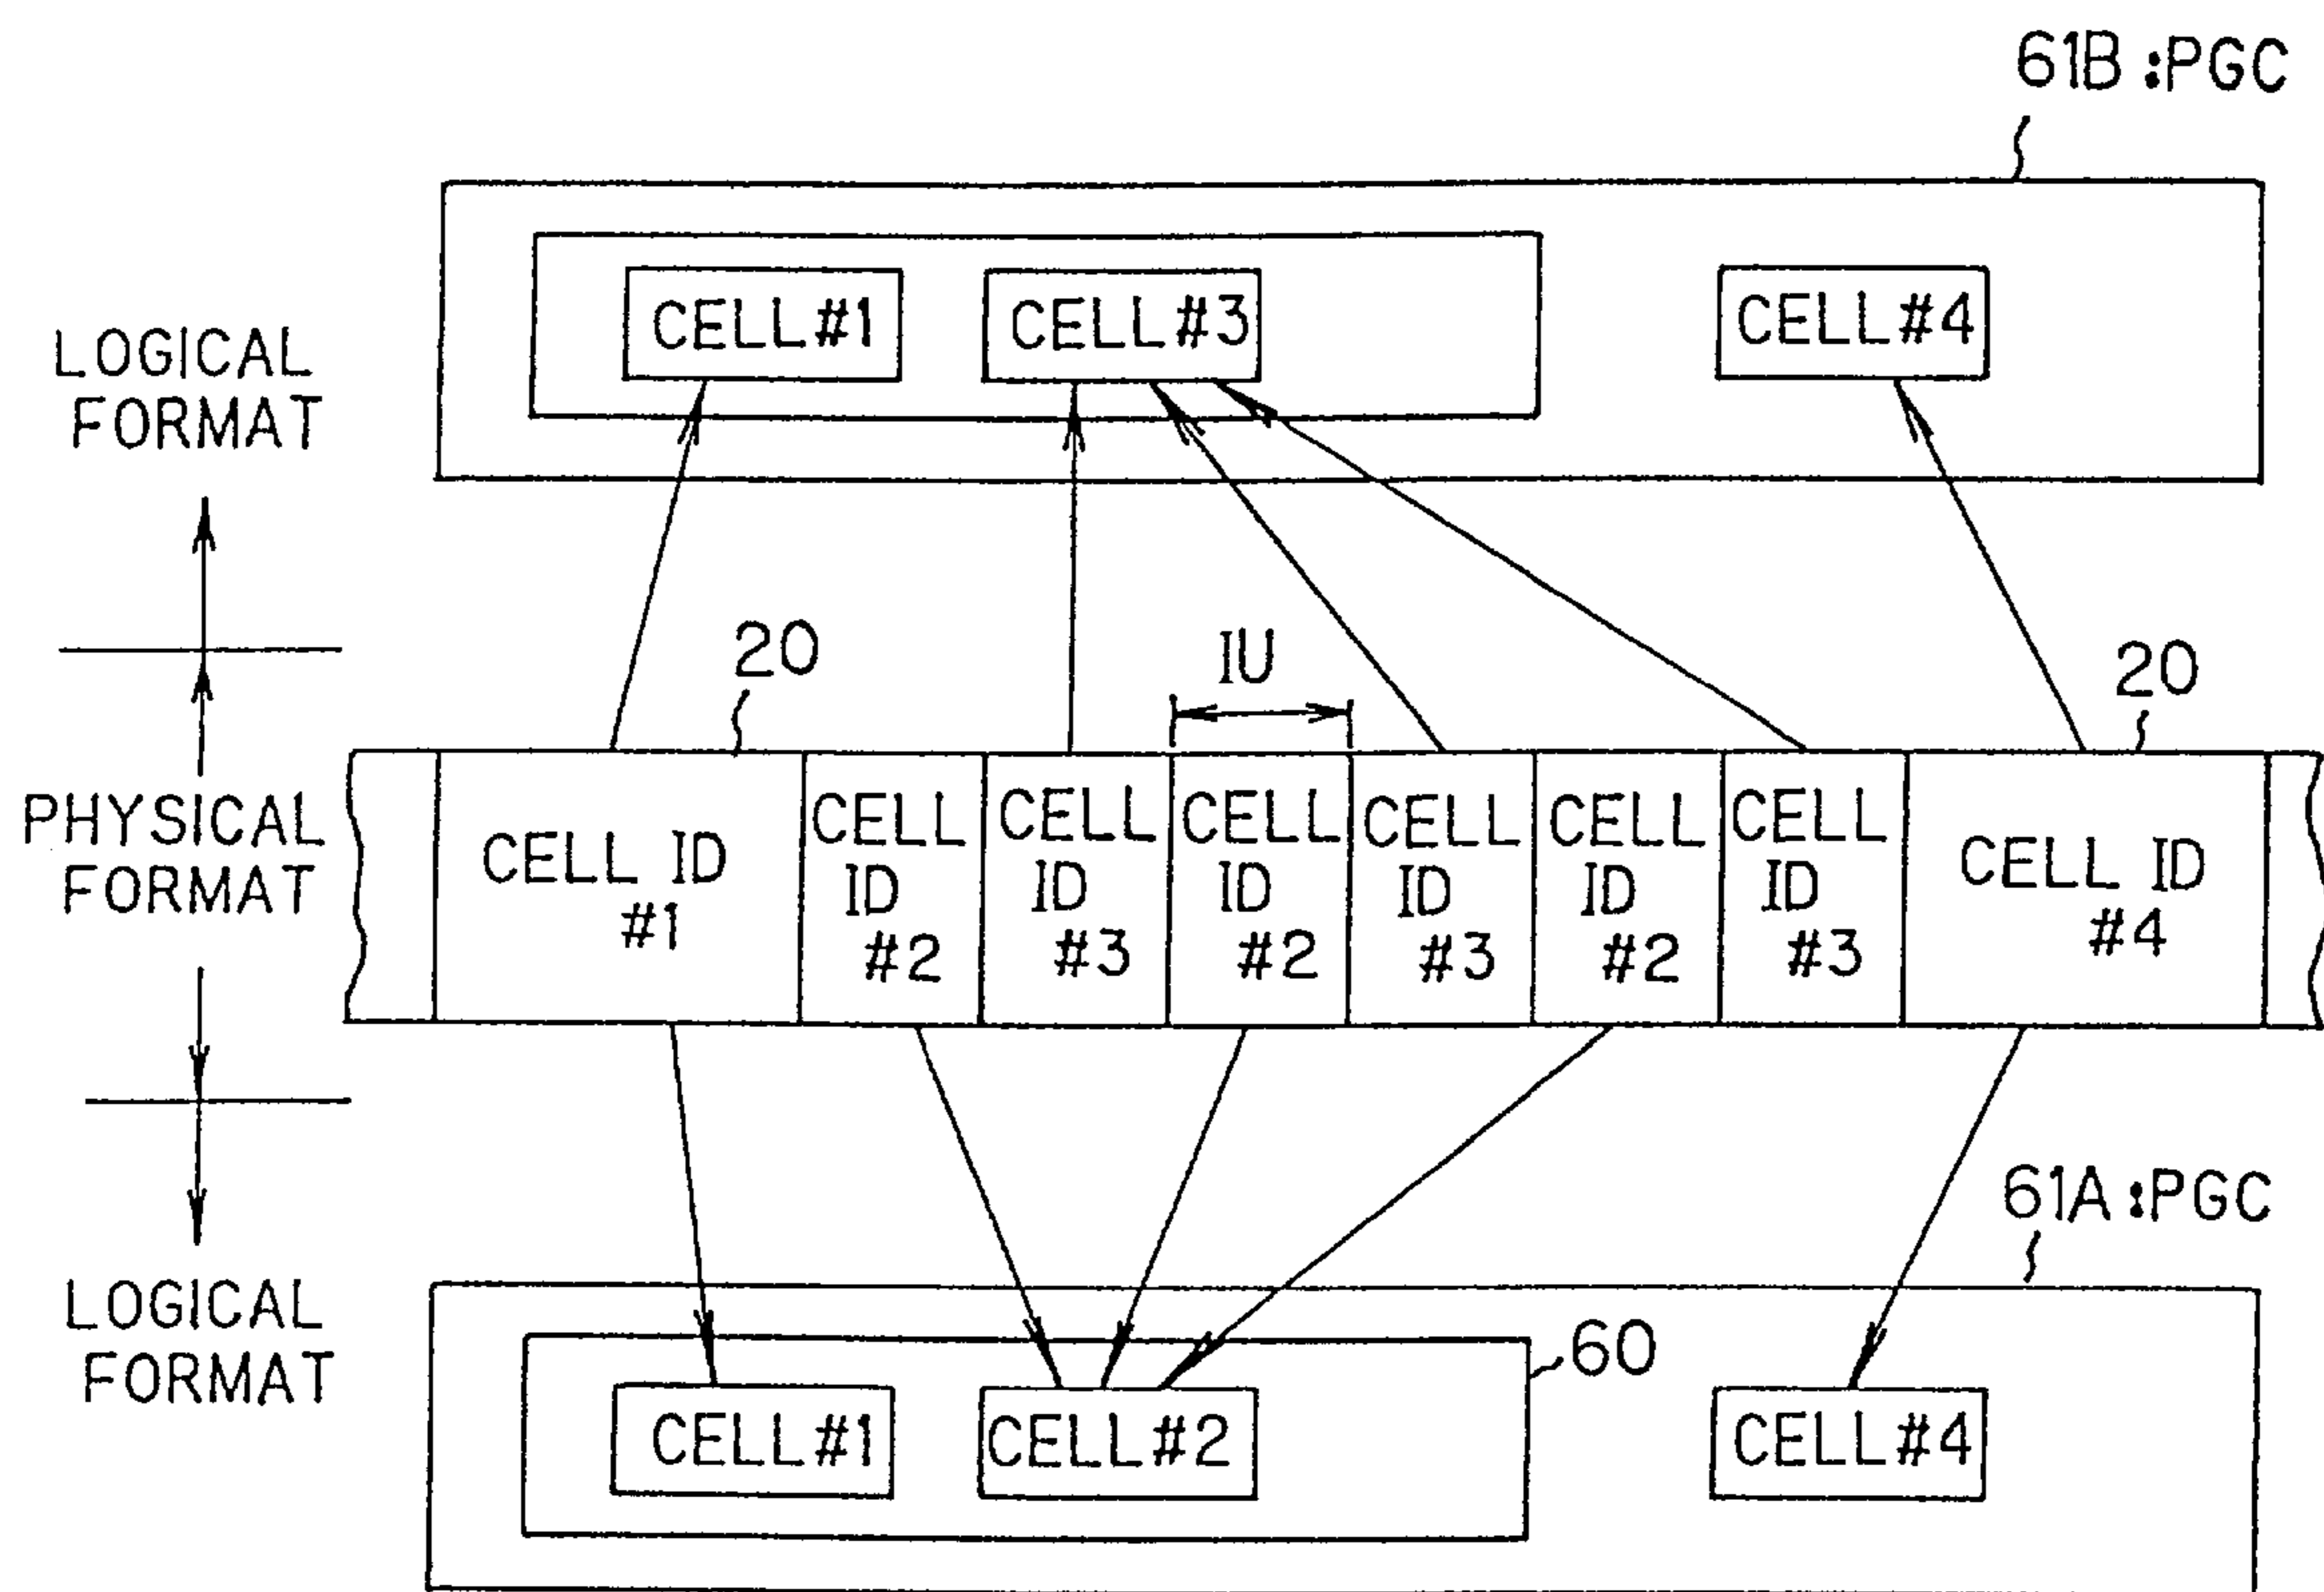 61B :PGC
CELL #1
CELL #3
CELL #4
LOGICAL
FORMAT
20
IU
20
PHYSICAL
FORMAT
CELL ID
#1
CELL
ID
#2
CELL
ID
#3
CELL
ID
#2
CELL
ID
#3
CELL
ID
#2
CELL
ID
#3
CELL ID
#4
61A :PGC
LOGICAL
FORMAT
60
CELL #1
CELL #2
CELL #4